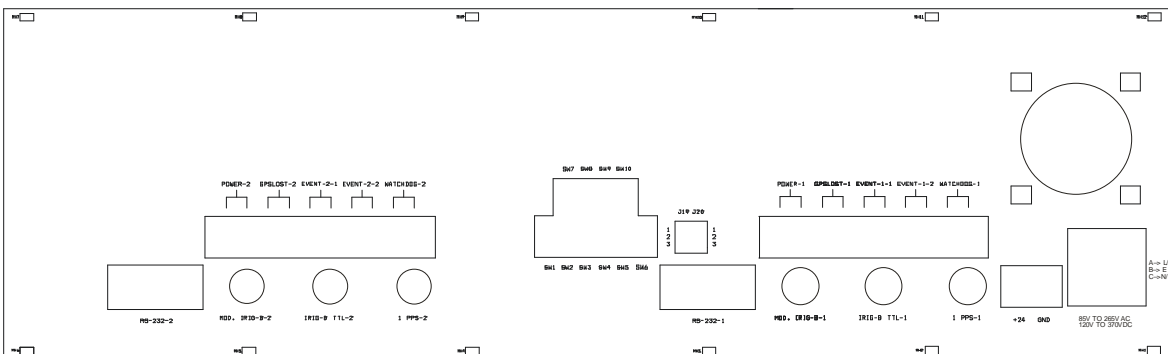 SW7 SW8 SW9 SW10
POWER-2 GPSLOST-2 EVENT-2-1 EVENT-2-2 WATCHDOG-2
POWER-1 GPSLOST-1 EVENT-1-1 EVENT-1-2 WATCHDOG-1
J19 J20
1 1
2 2
3 3
SW1 SW2 SW3 SW4 SW5 SW6
RS-232-2 MOD. IRIG-B-2 IRIG-B TTL-2 1 PPS-2
RS-232-1 MOD. IRIG-B-1 IRIG-B TTL-1 1 PPS-1
+24 GND
85V TO 265V AC
120V TO 370VDC
A-> L/
B-> E
C->N/